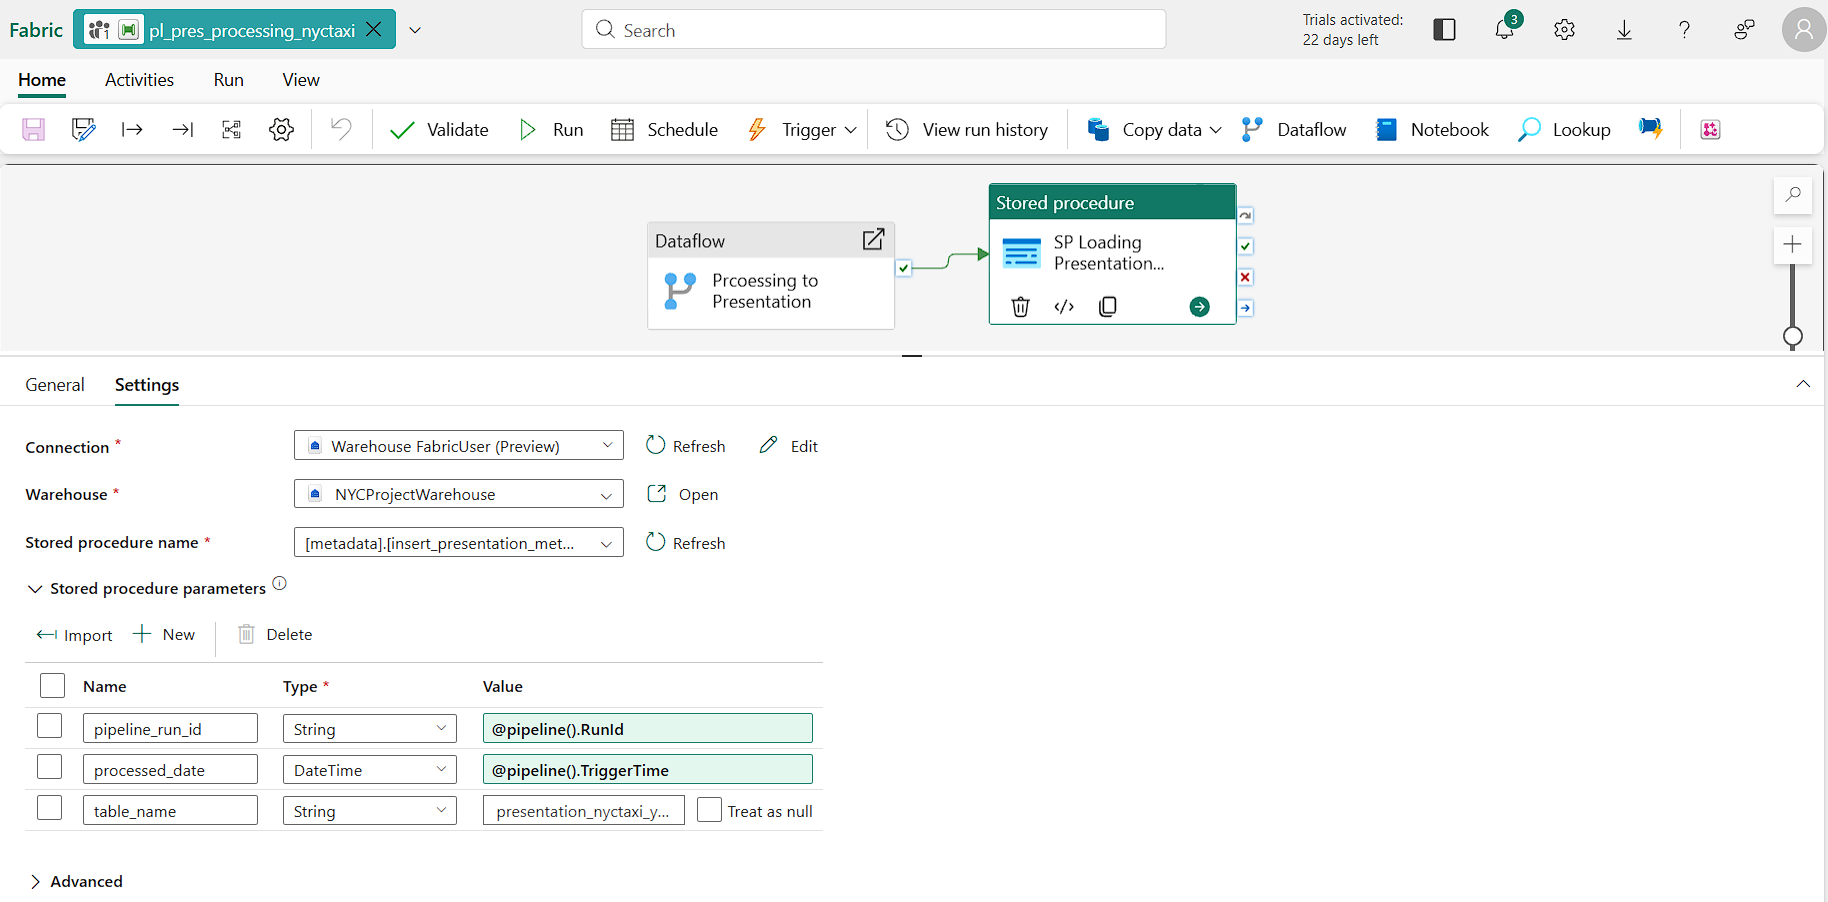 Fabric
1
pl_pres_processing_nyctaxi
Search
Trials activated:
22 days left
3
Home Activities Run View
Validate Run Schedule Trigger View run history Copy data Dataflow Notebook Lookup
Dataflow
Prcoessing to
Presentation
Stored procedure
SP Loading
Presentation...
General Settings
Connection * Warehouse FabricUser (Preview) Refresh Edit
Warehouse * NYCProjectWarehouse Open
Stored procedure name * [metadata].[insert_presentation_met... Refresh
Stored procedure parameters
Import New Delete
Name Type * Value
pipeline_run_id String @pipeline().RunId
processed_date DateTime @pipeline().TriggerTime
table_name String presentation_nyctaxi_y... Treat as null
Advanced